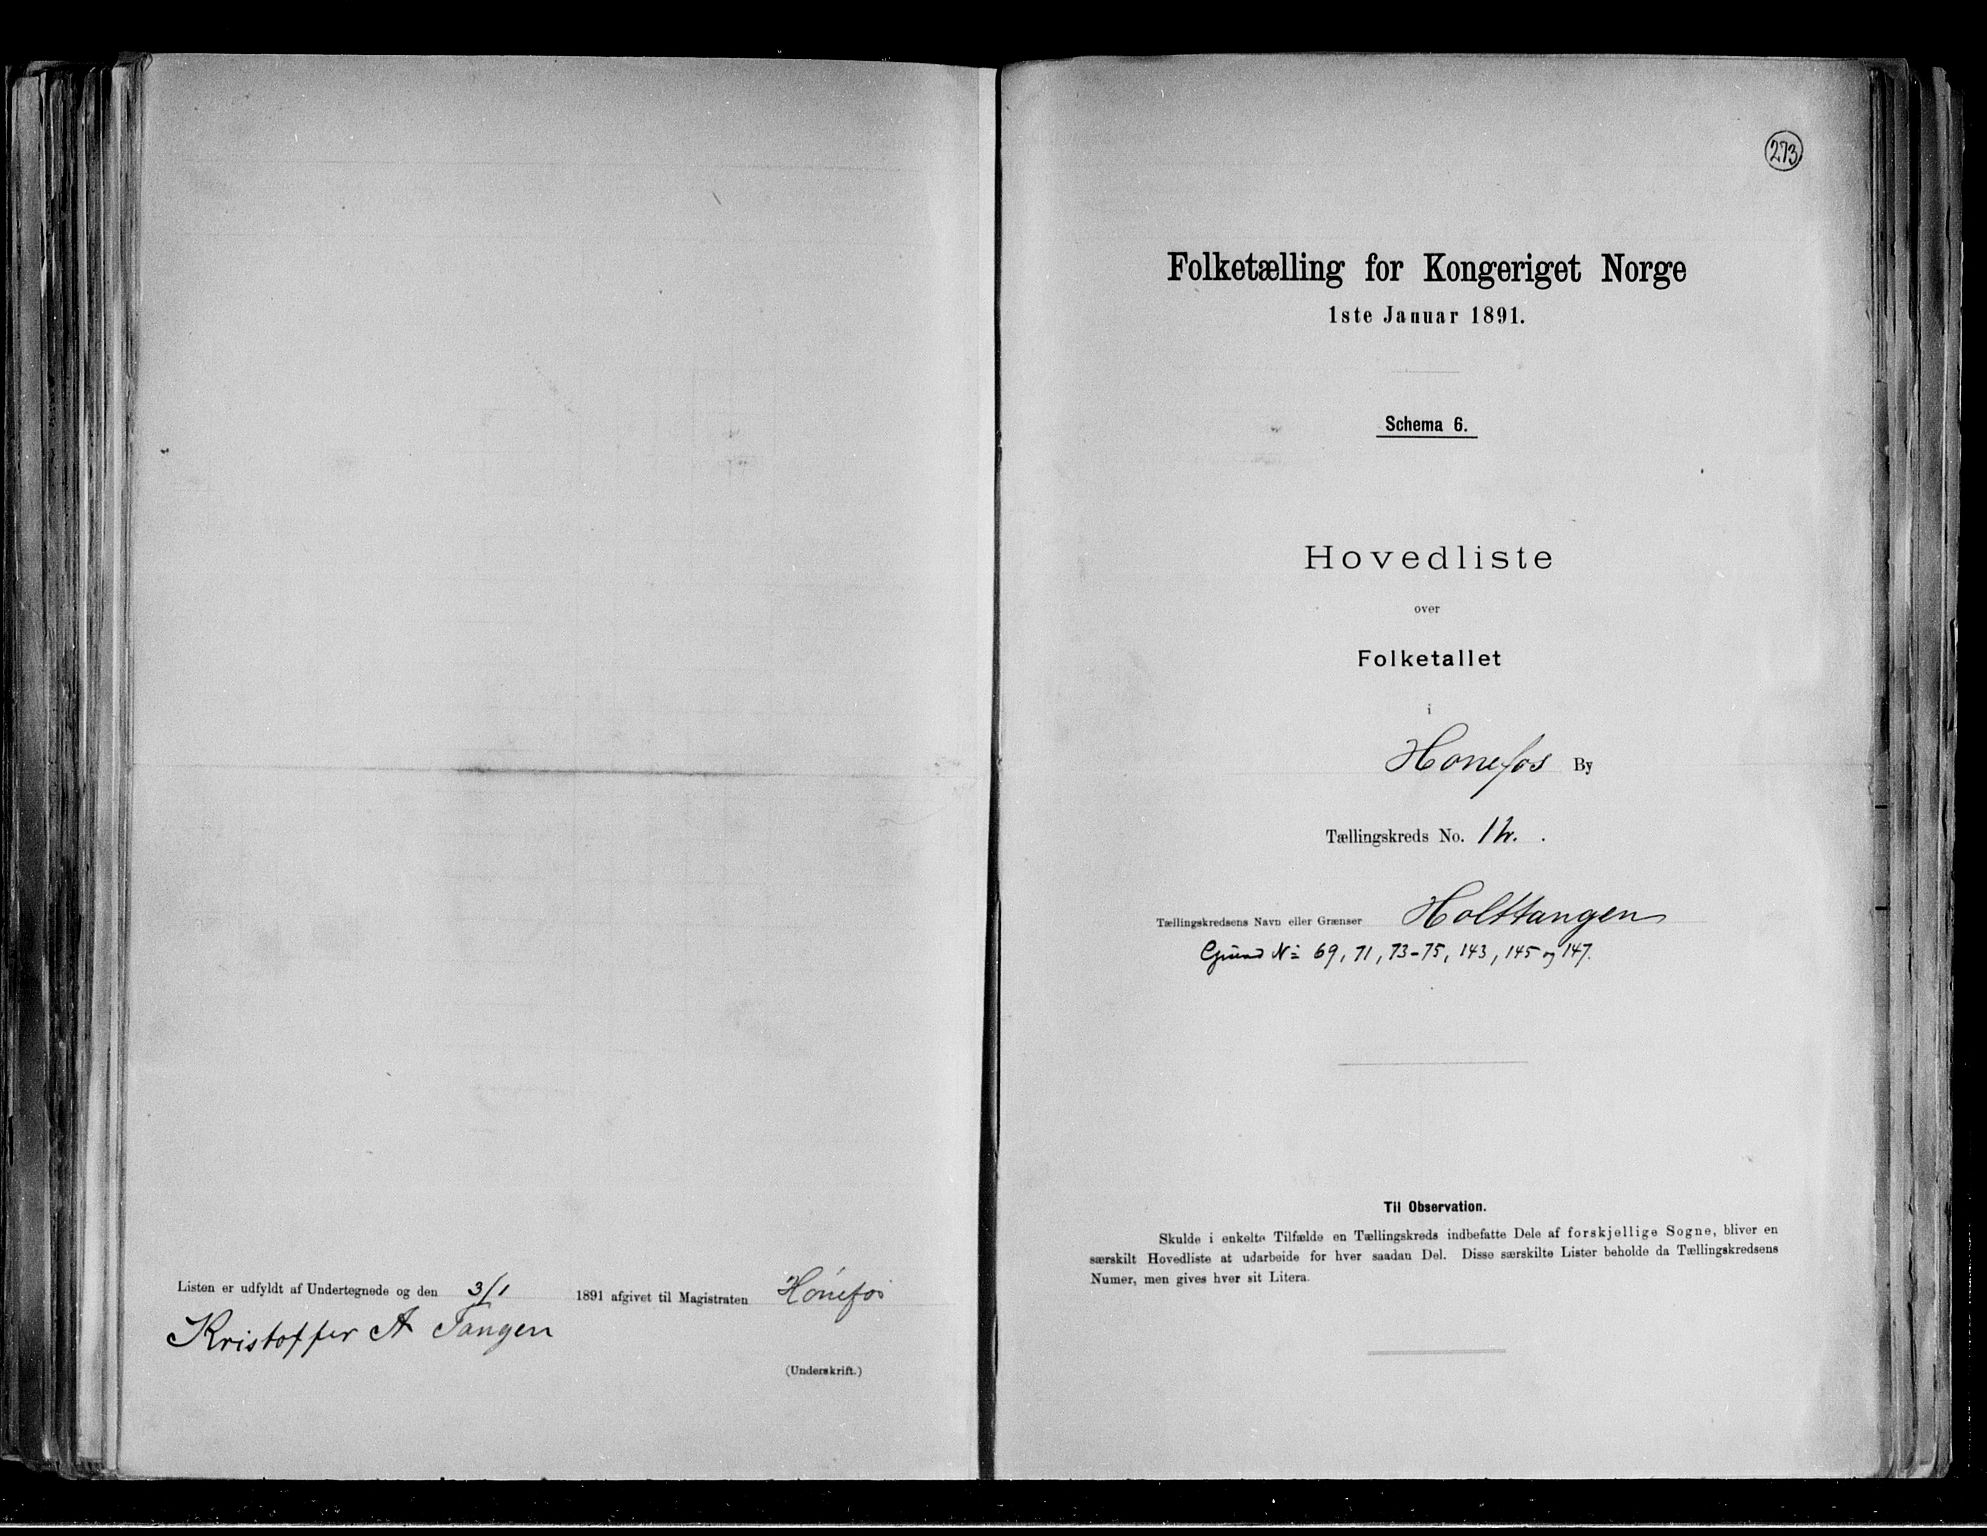 Listen er udfyldt af Undertegnede og den 3/1 1891 afgivet til Magistraten Hønefos
Kristoffer A Tangen
(Underskrift.)
273
Folketælling for Kongeriget Norge
1ste Januar 1891.
Schema 6.
Hovedliste
over
Folketallet
i
Honefos By
Tællingskreds No. 12.
Tællingskredsens Navn eller Grænser Holttangen
Grund No 69, 71, 73-75, 143, 145 og 147.
Til Observation.
Skulde i enkelte Tilfælde en Tællingskreds indbefatte Dele af forskjellige Sogne, bliver en
særskilt Hovedliste at udarbeide for hver saadan Del. Disse særskilte Lister beholde da Tællingskredsens
Numer, men gives hver sit Litera.